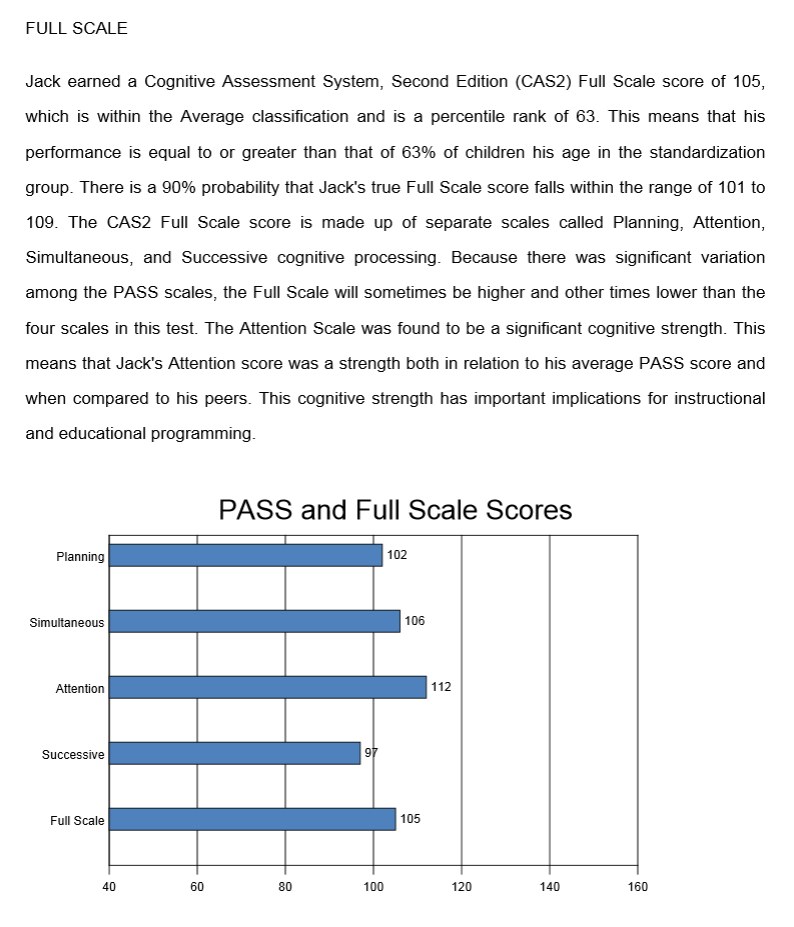 FULL SCALE
Jack earned a Cognitive Assessment System, Second Edition (CAS2) Full Scale score of 105,
which is within the Average classification and is a percentile rank of 63. This means that his
performance is equal to or greater than that of 63% of children his age in the standardization
group. There is a 90% probability that Jack's true Full Scale score falls within the range of 101 to
109. The CAS2 Full Scale score is made up of separate scales called Planning, Attention,
Simultaneous, and Successive cognitive processing. Because there was significant variation
among the PASS scales, the Full Scale will sometimes be higher and other times lower than the
four scales in this test. The Attention Scale was found to be a significant cognitive strength. This
means that Jack's Attention score was a strength both in relation to his average PASS score and
when compared to his peers. This cognitive strength has important implications for instructional
and educational programming.
PASS and Full Scale Scores
Planning 102
Simultaneous 106
Attention 112
Successive 97
Full Scale 105
40 60 80 100 120 140 160